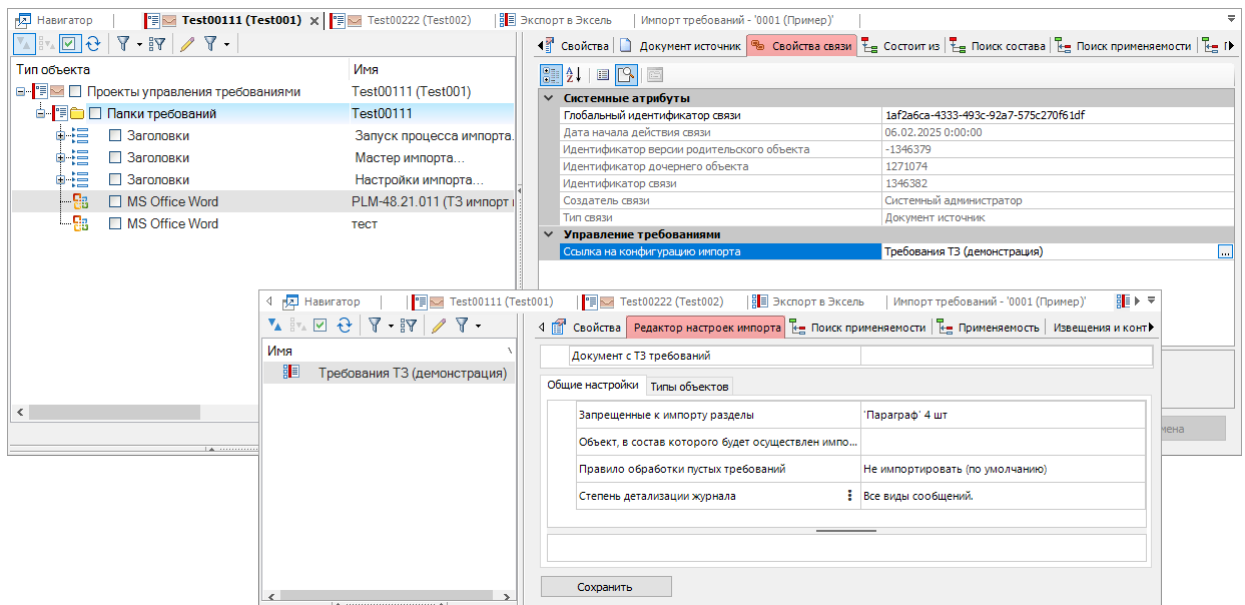 Навигатор
Test00111 (Test001)
Test00222 (Test002)
Экспорт в Эксель
Импорт требований - '0001 (Пример)'
Тип объекта
Имя
Проекты управления требованиями
Test00111 (Test001)
Папки требований
Test00111
Заголовки
Запуск процесса импорта.
Заголовки
Мастер импорта...
Заголовки
Настройки импорта...
MS Office Word
PLM-48.21.011 (ТЗ импорт
MS Office Word
тест
Свойства
Документ источник
Свойства связи
Состоит из
Поиск состава
Поиск применяемости
Системные атрибуты
Глобальный идентификатор связи
1af2a6ca-4333-493c-92a7-575c270f61df
Дата начала действия связи
06.02.2025 0:00:00
Идентификатор версии родительского объекта
-1346379
Идентификатор дочернего объекта
1271074
Идентификатор связи
1346382
Создатель связи
Системный администратор
Тип связи
Документ источник
Управление требованиями
Ссылка на конфигурацию импорта
Требования ТЗ (демонстрация)
...
Навигатор
Test00111 (Test001)
Test00222 (Test002)
Экспорт в Эксель
Импорт требований - '0001 (Пример)'
Имя
Требования ТЗ (демонстрация)
Свойства
Редактор настроек импорта
Поиск применяемости
Применяемость
Извещения и конт
Документ с ТЗ требований
Общие настройки
Типы объектов
Запрещенные к импорту разделы
'Параграф' 4 шт
Объект, в состав которого будет осуществлен импо...
Правило обработки пустых требований
Не импортировать (по умолчанию)
Степень детализации журнала
Все виды сообщений.
Сохранить
мена